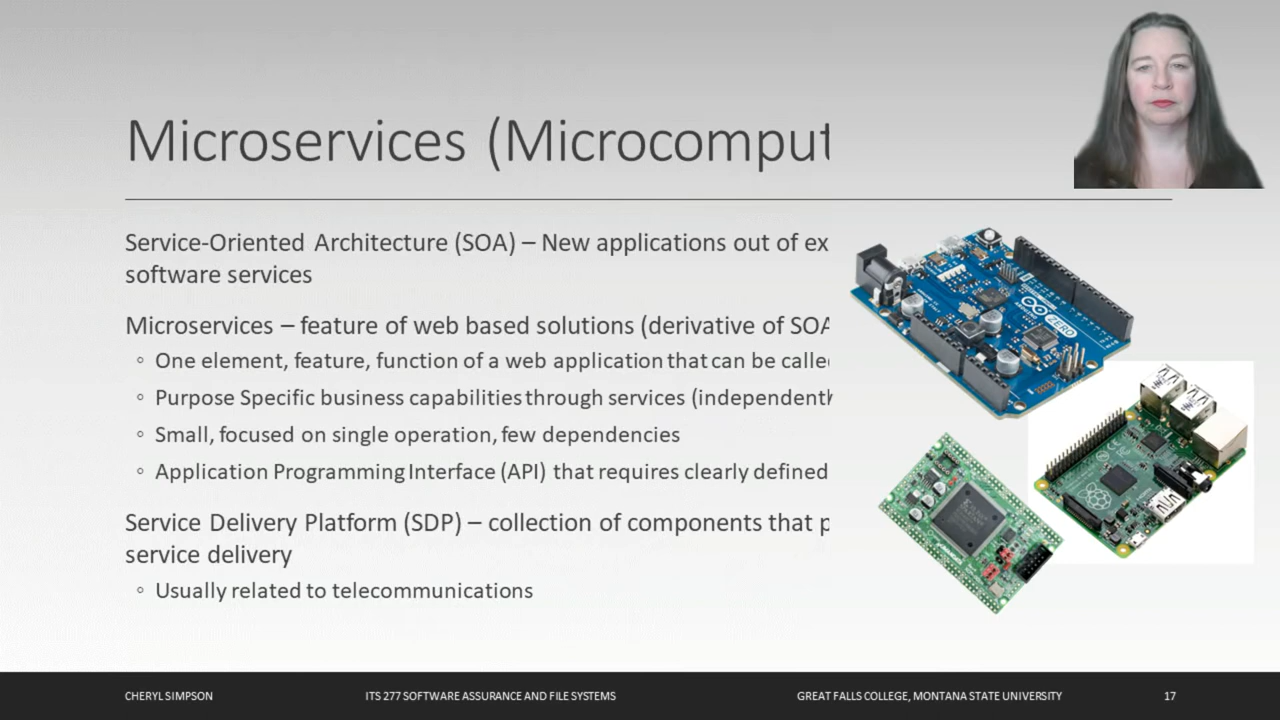 Microservices (Microcomput
Service-Oriented Architecture (SOA) – New applications out of ex
software services
Microservices – feature of web based solutions (derivative of SOA
◦ One element, feature, function of a web application that can be calle
◦ Purpose Specific business capabilities through services (independentl
◦ Small, focused on single operation, few dependencies
◦ Application Programming Interface (API) that requires clearly defined
Service Delivery Platform (SDP) – collection of components that p
service delivery
◦ Usually related to telecommunications
ZERO
CHERYL SIMPSON ITS 277 SOFTWARE ASSURANCE AND FILE SYSTEMS GREAT FALLS COLLEGE, MONTANA STATE UNIVERSITY 17